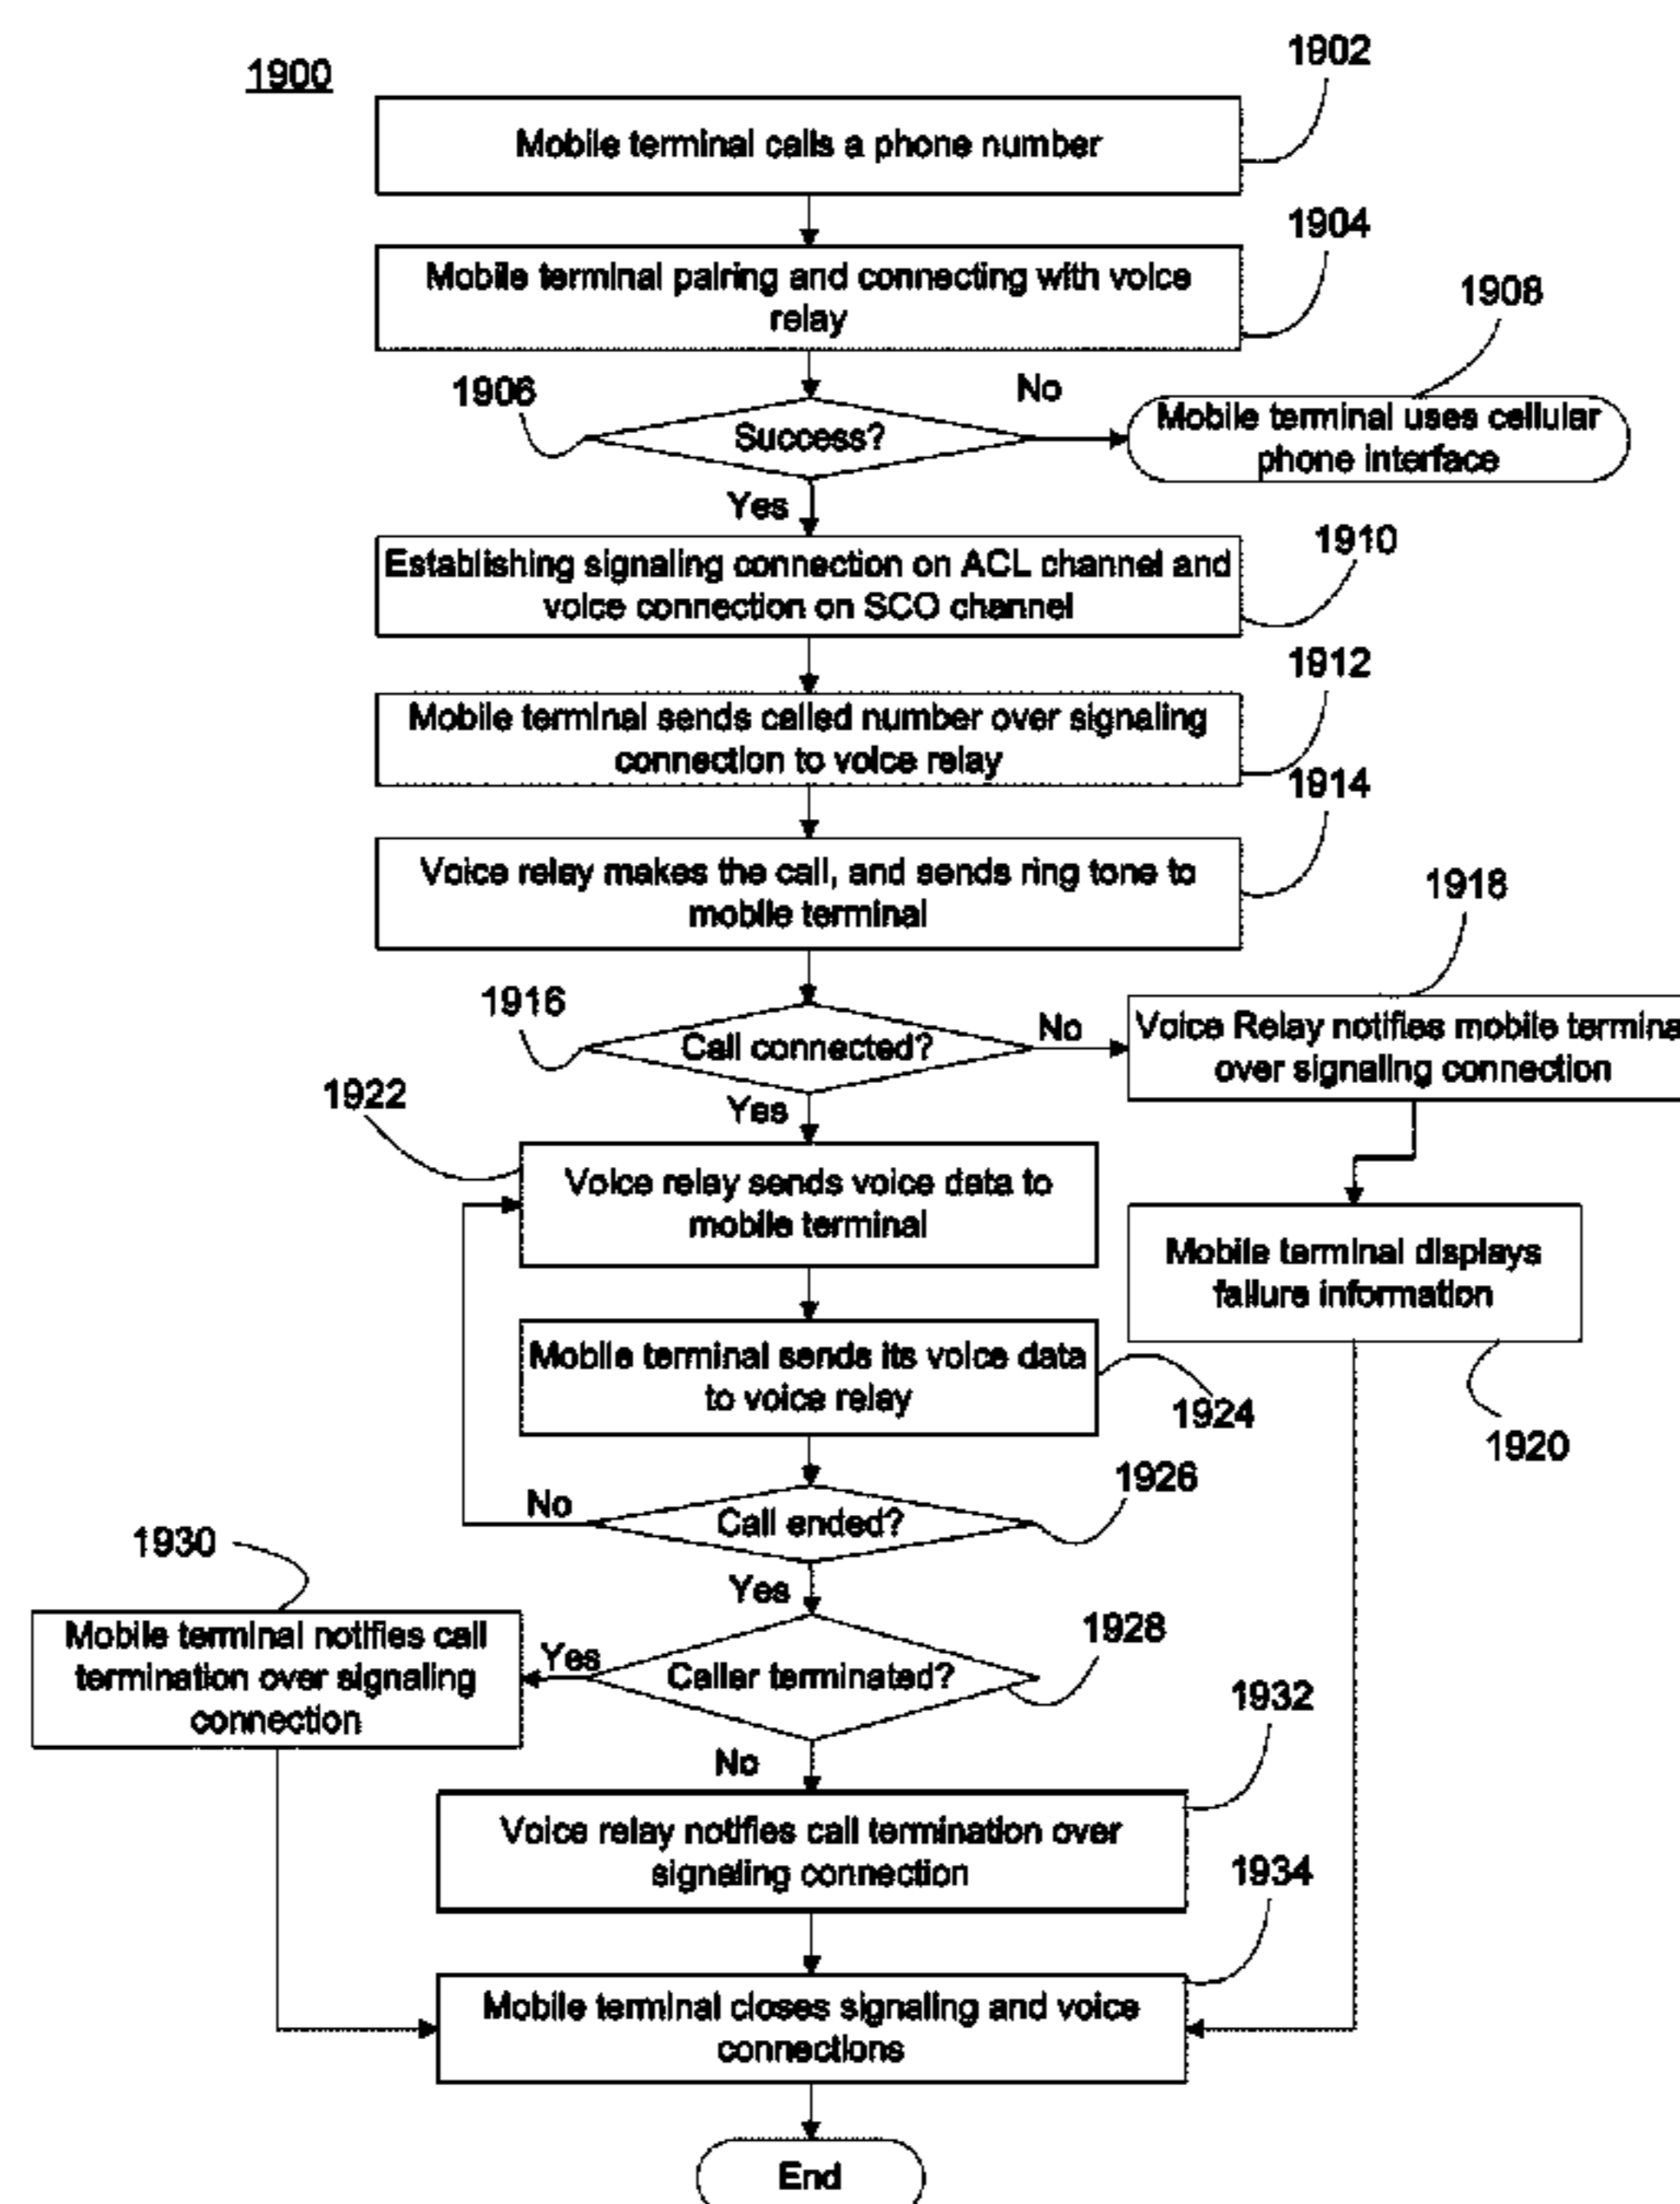 1900
1902
Mobile terminal calls a phone number
1904
Mobile terminal pairing and connecting with voice
relay
1906
Success?
No
1908
Mobile terminal uses cellular
phone interface
Yes
1910
Establishing signaling connection on ACL channel and
voice connection on SCO channel
1912
Mobile terminal sends called number over signaling
connection to voice relay
1914
Voice relay makes the call, and sends ring tone to
mobile terminal
1916
Call connected?
No
1918
Voice Relay notifies mobile termina
over signaling connection
Yes
1922
Voice relay sends voice data to
mobile terminal
Mobile terminal displays
failure information
1920
Mobile terminal sends its voice data
to voice relay
1924
1926
Call ended?
No
Yes
1928
Caller terminated?
Yes
1930
Mobile terminal notifies call
termination over signaling
connection
No
1932
Voice relay notifies call termination over
signaling connection
1934
Mobile terminal closes signaling and voice
connections
End